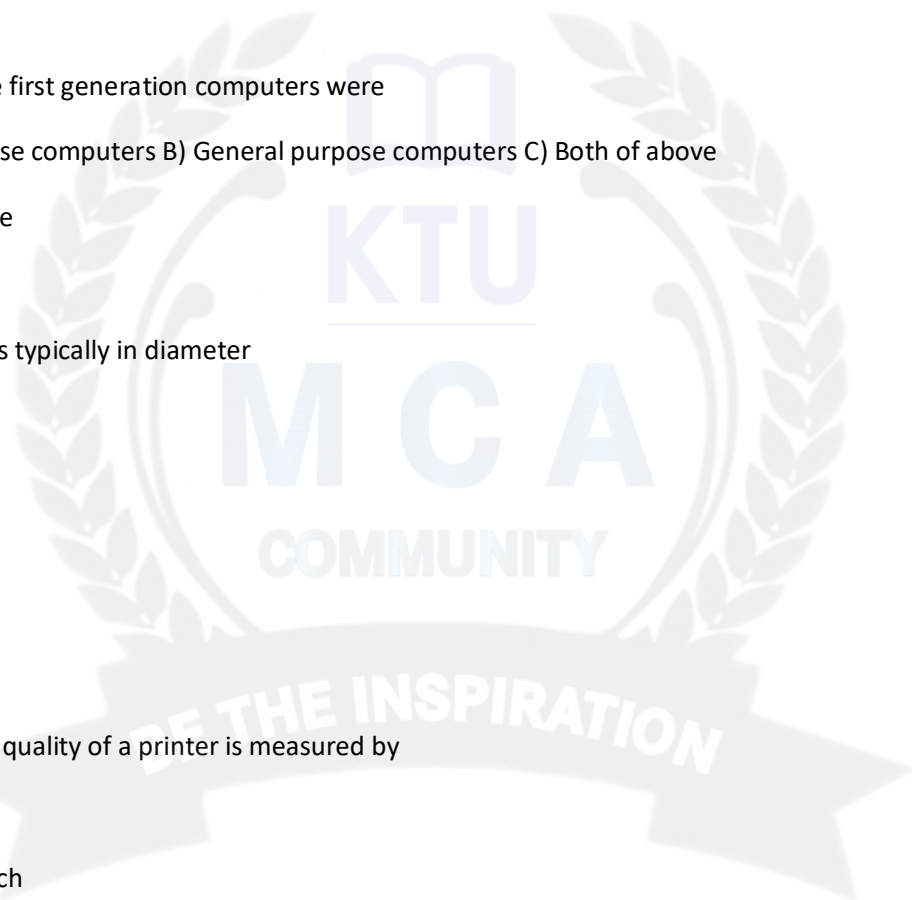 e first generation computers were
se computers B) General purpose computers C) Both of above
e
KTU
s typically in diameter
M C A
COMMUNITY
BE THE INSPIRATION
quality of a printer is measured by
ch